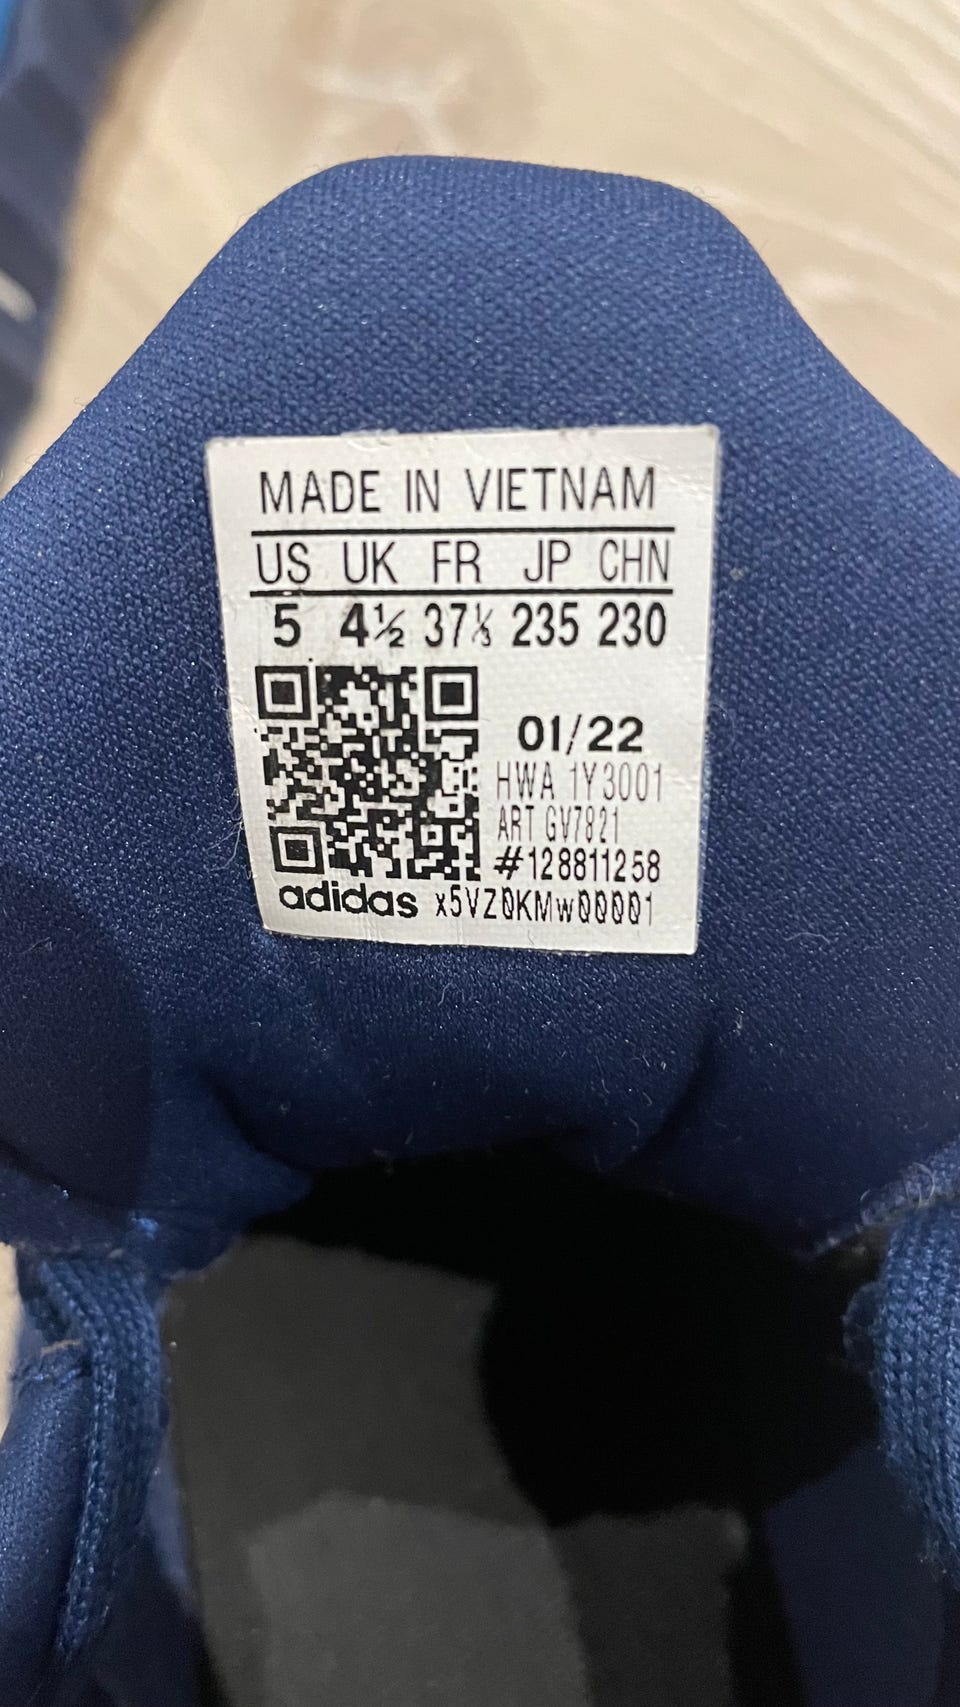 MADE IN VIETNAM
US UK FR JP CHN
5 4½ 37⅓ 235 230
01/22
HWA 1Y3001
ART GV7821
#128811258
adidas x5VZ0KMw00001